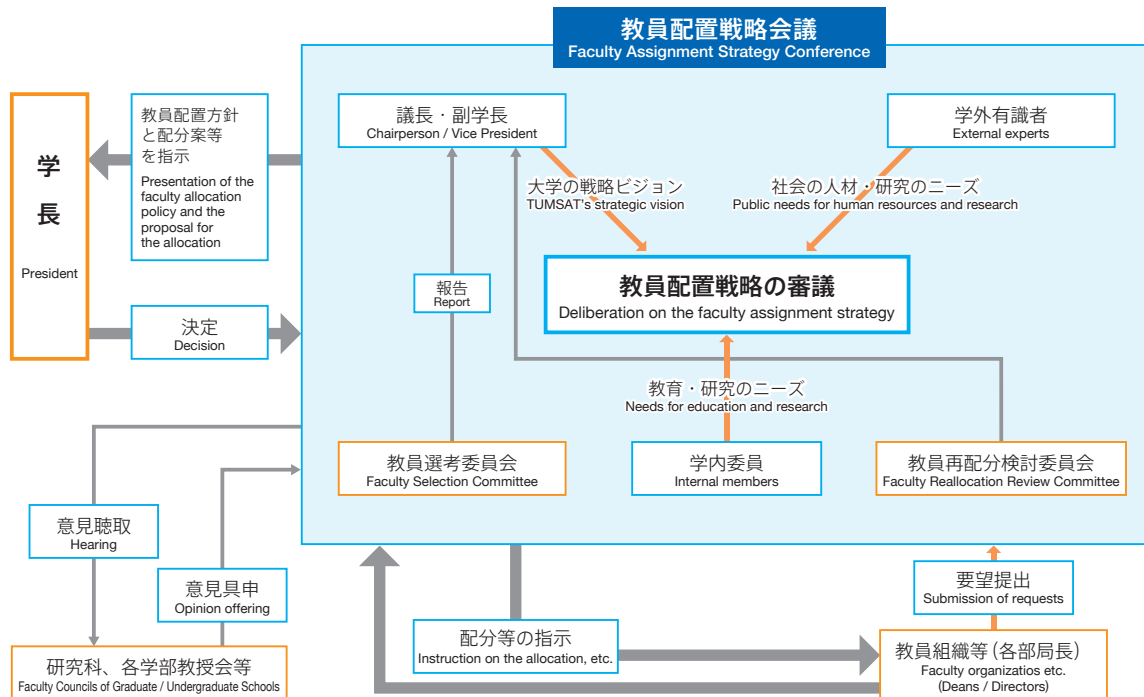 教員配置戦略会議
Faculty Assignment Strategy Conference
学
長
President
教員配置方針
と配分案等
を指示
Presentation of the
faculty allocation
policy and the
proposal for
the allocation
決定
Decision
議長・副学長
Chairperson / Vice President
学外有識者
External experts
大学の戦略ビジョン
TUMSAT's strategic vision
社会の人材・研究のニーズ
Public needs for human resources and research
報告
Report
教員配置戦略の審議
Deliberation on the faculty assignment strategy
教育・研究のニーズ
Needs for education and research
教員選考委員会
Faculty Selection Committee
学内委員
Internal members
教員再配分検討委員会
Faculty Reallocation Review Committee
意見聴取
Hearing
意見具申
Opinion offering
研究科、各学部教授会等
Faculty Councils of Graduate / Undergraduate Schools
配分等の指示
Instruction on the allocation, etc.
要望提出
Submission of requests
教員組織等 (各部局長)
Faculty organizatios etc.
(Deans / Directors)